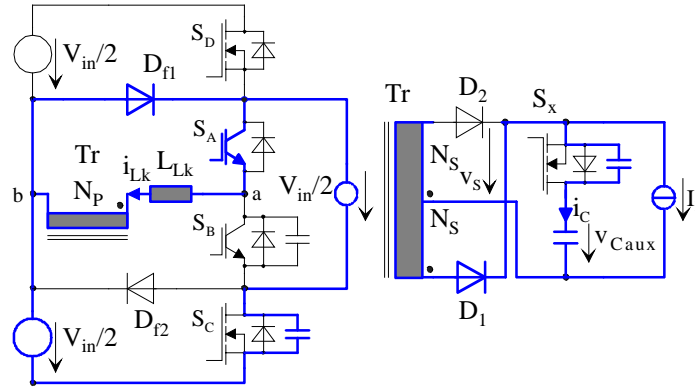 V_in/2
S_D
D_f1
S_A
Tr
i_Lk
L_Lk
N_P
b
a
V_in/2
S_B
D_f2
V_in/2
S_C
Tr
D_2
S_x
N_S
v_S
N_S
i_C
I
v_Caux
D_1